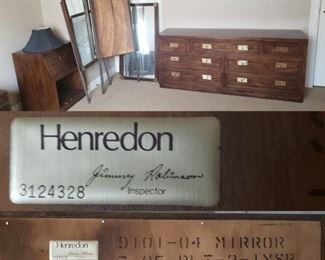 Henredon
Jimmy Robinson
3124328 Inspector
Henredon
9101-04 MIRROR